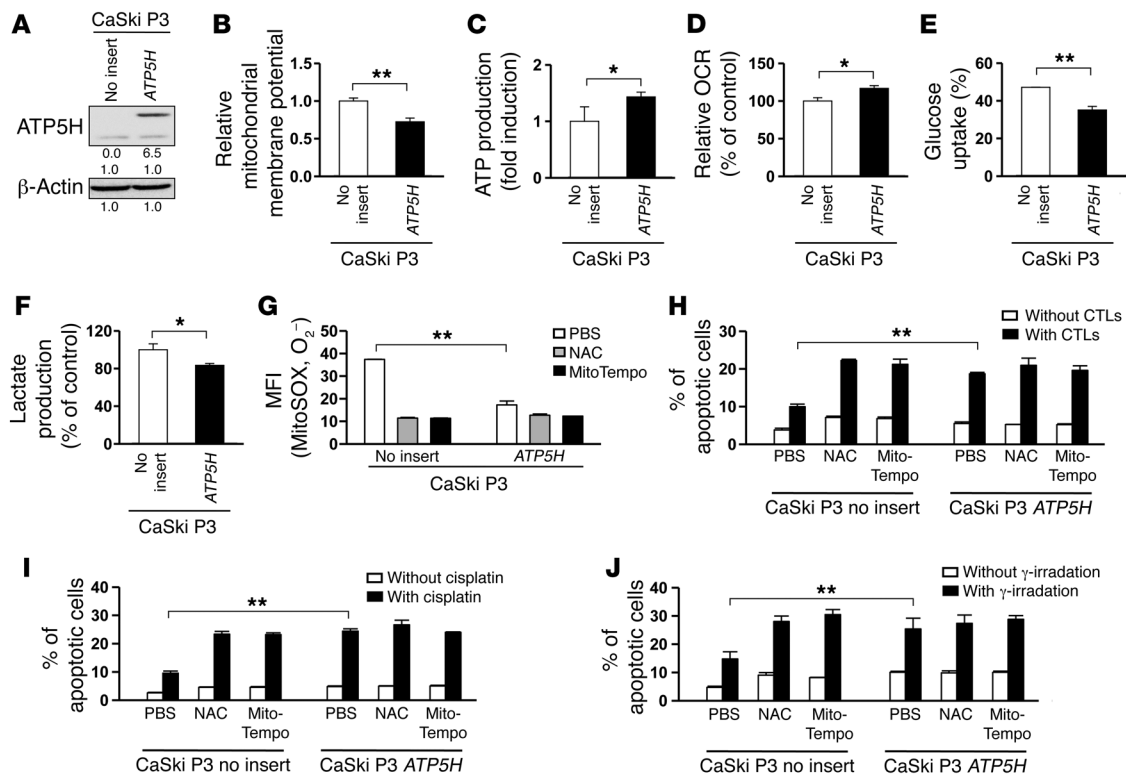 A
CaSki P3
No insert
ATP5H
ATP5H
0.0 6.5
1.0 1.0
β-Actin
1.0 1.0
B
Relative
mitochondrial
membrane potential
1.5
1.0
0.5
0.0
**
No
insert
ATP5H
CaSki P3
C
ATP production
(fold induction)
2
1
0
*
No
insert
ATP5H
CaSki P3
D
Relative OCR
(% of control)
150
100
50
0
*
No
insert
ATP5H
CaSki P3
E
Glucose
uptake (%)
60
40
20
0
**
No
insert
ATP5H
CaSki P3
F
Lactate
production
(% of control)
120
80
40
0
*
No
insert
ATP5H
CaSki P3
G
MFI
(MitoSOX, O₂⁻)
50
40
30
20
10
0
**
PBS
NAC
MitoTempo
No insert ATP5H
CaSki P3
H
% of
apoptotic cells
30
20
10
0
**
Without CTLs
With CTLs
PBS NAC Mito-
Tempo
PBS NAC Mito-
Tempo
CaSki P3 no insert CaSki P3 ATP5H
I
% of
apoptotic cells
40
30
20
10
0
**
Without cisplatin
With cisplatin
PBS NAC Mito-
Tempo
PBS NAC Mito-
Tempo
CaSki P3 no insert CaSki P3 ATP5H
J
% of
apoptotic cells
40
30
20
10
0
**
Without γ-irradiation
With γ-irradiation
PBS NAC Mito-
Tempo
PBS NAC Mito-
Tempo
CaSki P3 no insert CaSki P3 ATP5H